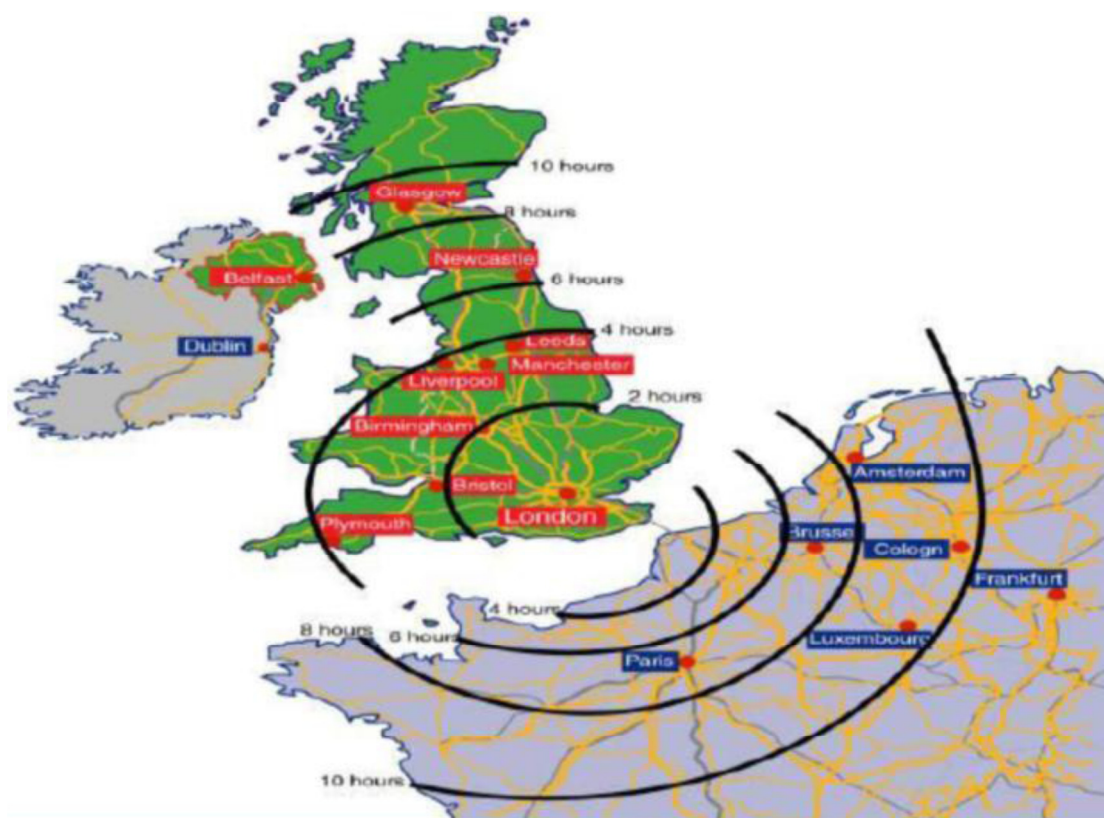 10 hours
Glasgow
8 hours
Newcastle
Belfast
6 hours
4 hours
Leeds
Dublin
Manchester
Liverpool
2 hours
Birmingham
Amsterdam
Bristol
London
Plymouth
Brusse
Cologn
Frankfurt
4 hours
8 hours
6 hours
Luxembourg
Paris
10 hours